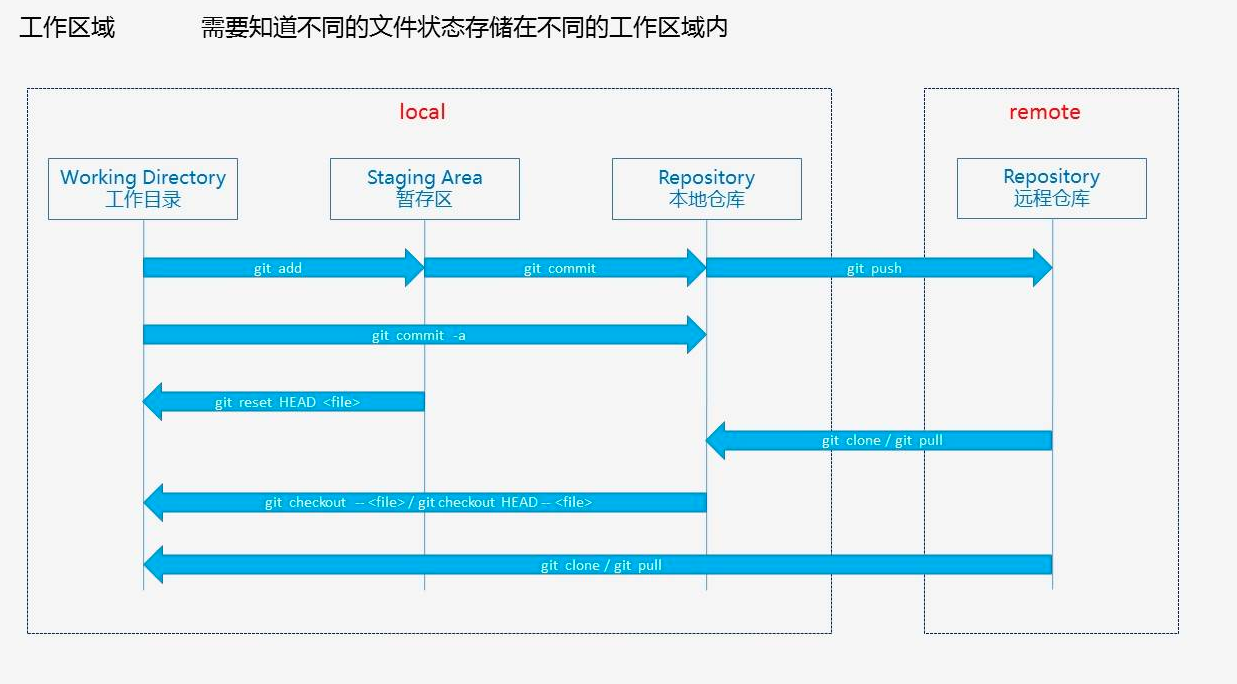 工作区域 需要知道不同的文件状态存储在不同的工作区域内
local
remote
Working Directory
工作目录
Staging Area
暂存区
Repository
本地仓库
Repository
远程仓库
git add
git commit
git push
git commit -a
git reset HEAD <file>
git clone / git pull
git checkout -- <file> / git checkout HEAD -- <file>
git clone / git pull